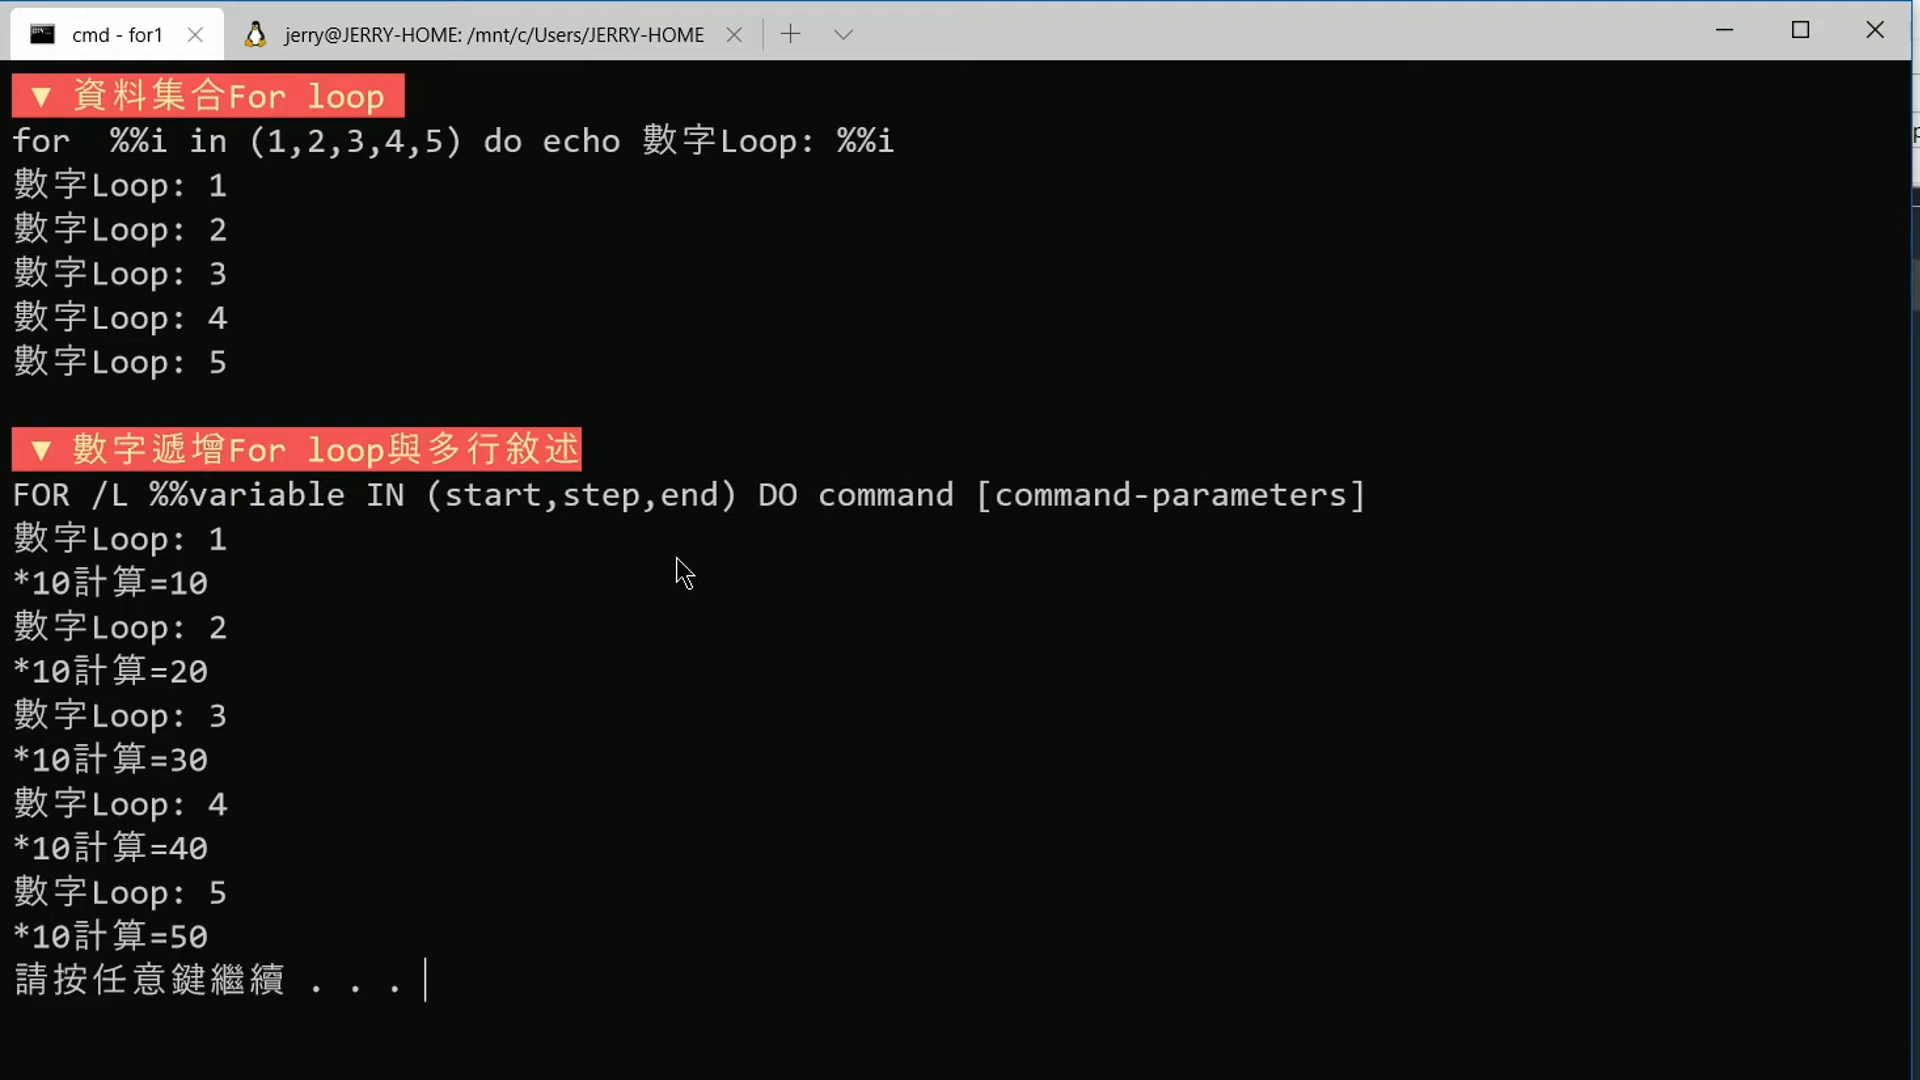 cmd - for1
jerry@JERRY-HOME: /mnt/c/Users/JERRY-HOME
▼ 資料集合For loop
for  %%i in (1,2,3,4,5) do echo 數字Loop: %%i
數字Loop: 1
數字Loop: 2
數字Loop: 3
數字Loop: 4
數字Loop: 5
▼ 數字遞增For loop與多行敘述
FOR /L %%variable IN (start,step,end) DO command [command-parameters]
數字Loop: 1
*10計算=10
數字Loop: 2
*10計算=20
數字Loop: 3
*10計算=30
數字Loop: 4
*10計算=40
數字Loop: 5
*10計算=50
請按任意鍵繼續 . . .